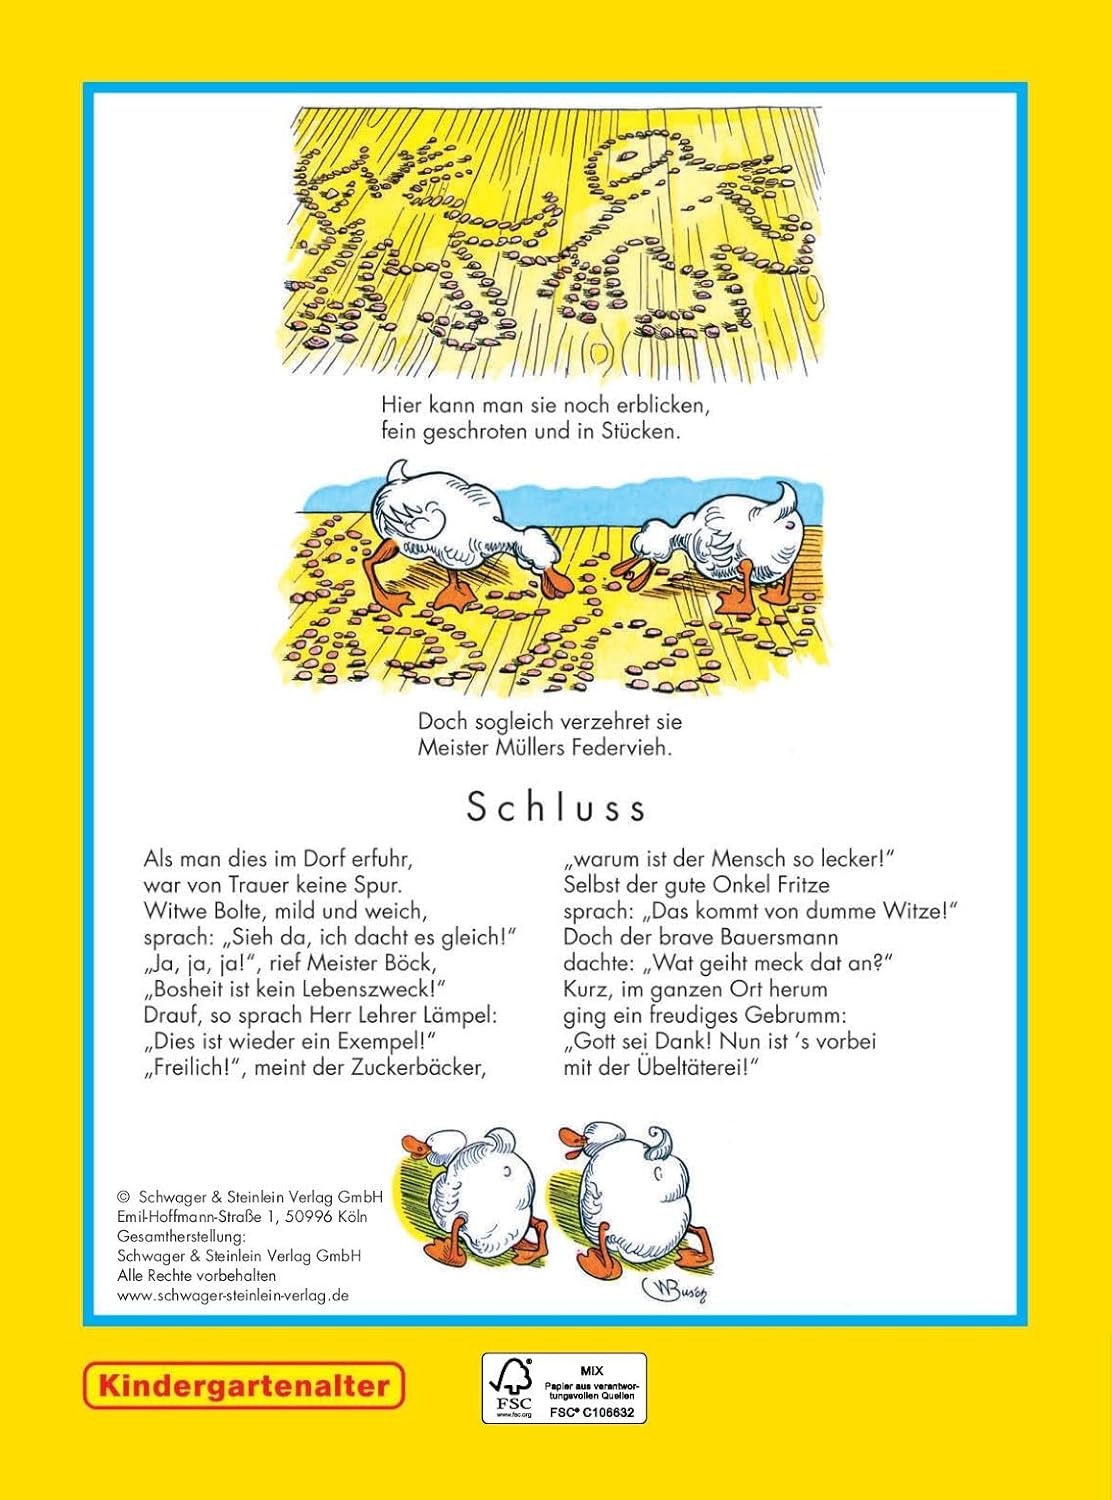 Hier kann man sie noch erblicken,
fein geschroten und in Stücken.
Doch sogleich verzehret sie
Meister Müllers Federvieh.
Schluss
Als man dies im Dorf erfuhr,
war von Trauer keine Spur.
Witwe Bolte, mild und weich,
sprach: „Sieh da, ich dacht es gleich!“
„Ja, ja, ja!“, rief Meister Böck,
„Bosheit ist kein Lebenszweck!“
Drauf, so sprach Herr Lehrer Lämpel:
„Dies ist wieder ein Exempel!“
„Freilich!“, meint der Zuckerbäcker,
„warum ist der Mensch so lecker!“
Selbst der gute Onkel Fritze
sprach: „Das kommt von dumme Witze!“
Doch der brave Bauersmann
dachte: „Wat geiht meck dat an?“
Kurz, im ganzen Ort herum
ging ein freudiges Gebrumm:
„Gott sei Dank! Nun ist ‘s vorbei
mit der Übeltäterei!“
© Schwager & Steinlein Verlag GmbH
Emil-Hoffmann-Straße 1, 50996 Köln
Gesamtherstellung:
Schwager & Steinlein Verlag GmbH
Alle Rechte vorbehalten
www.schwager-steinlein-verlag.de
WBusch
Kindergartenalter
FSC
www.fsc.org
MIX
Papier aus verantwor-
tungsvollen Quellen
FSC® C106632